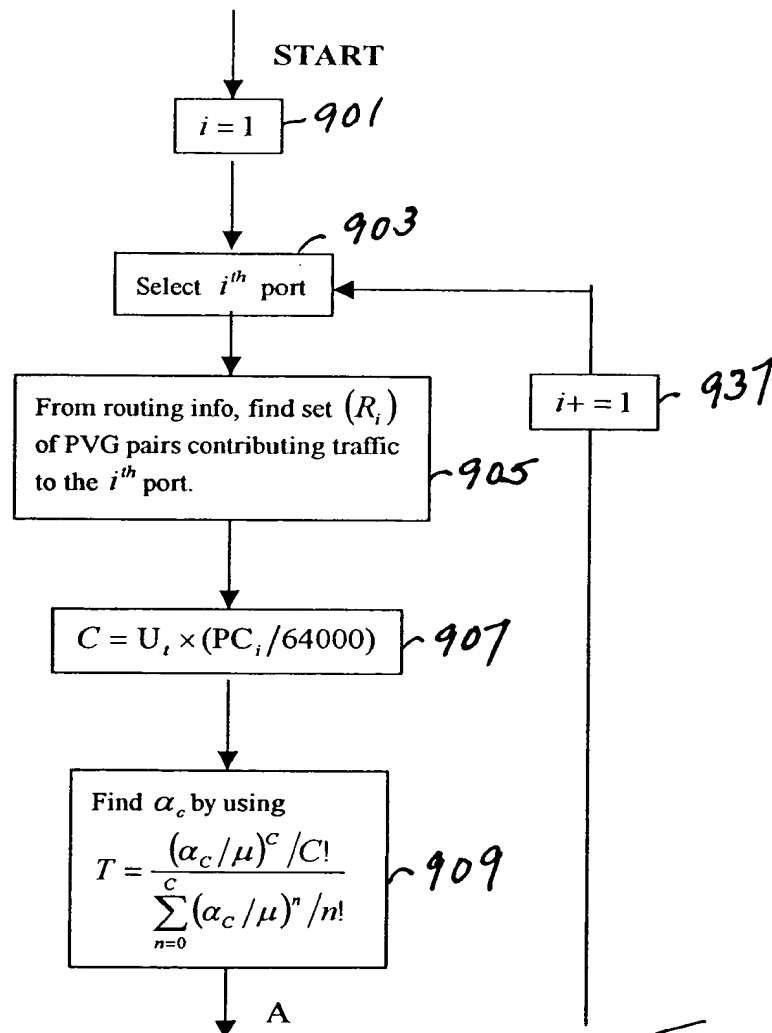 START
i = 1
901
903
Select i^th port
From routing info, find set (R_i)
of PVG pairs contributing traffic
to the i^th port.
905
i+ = 1
937
C = U_t × (PC_i/64000)
907
Find α_c by using
T = (α_C/μ)^C/C! / ∑_{n=0}^{C} (α_C/μ)^n/n!
909
A